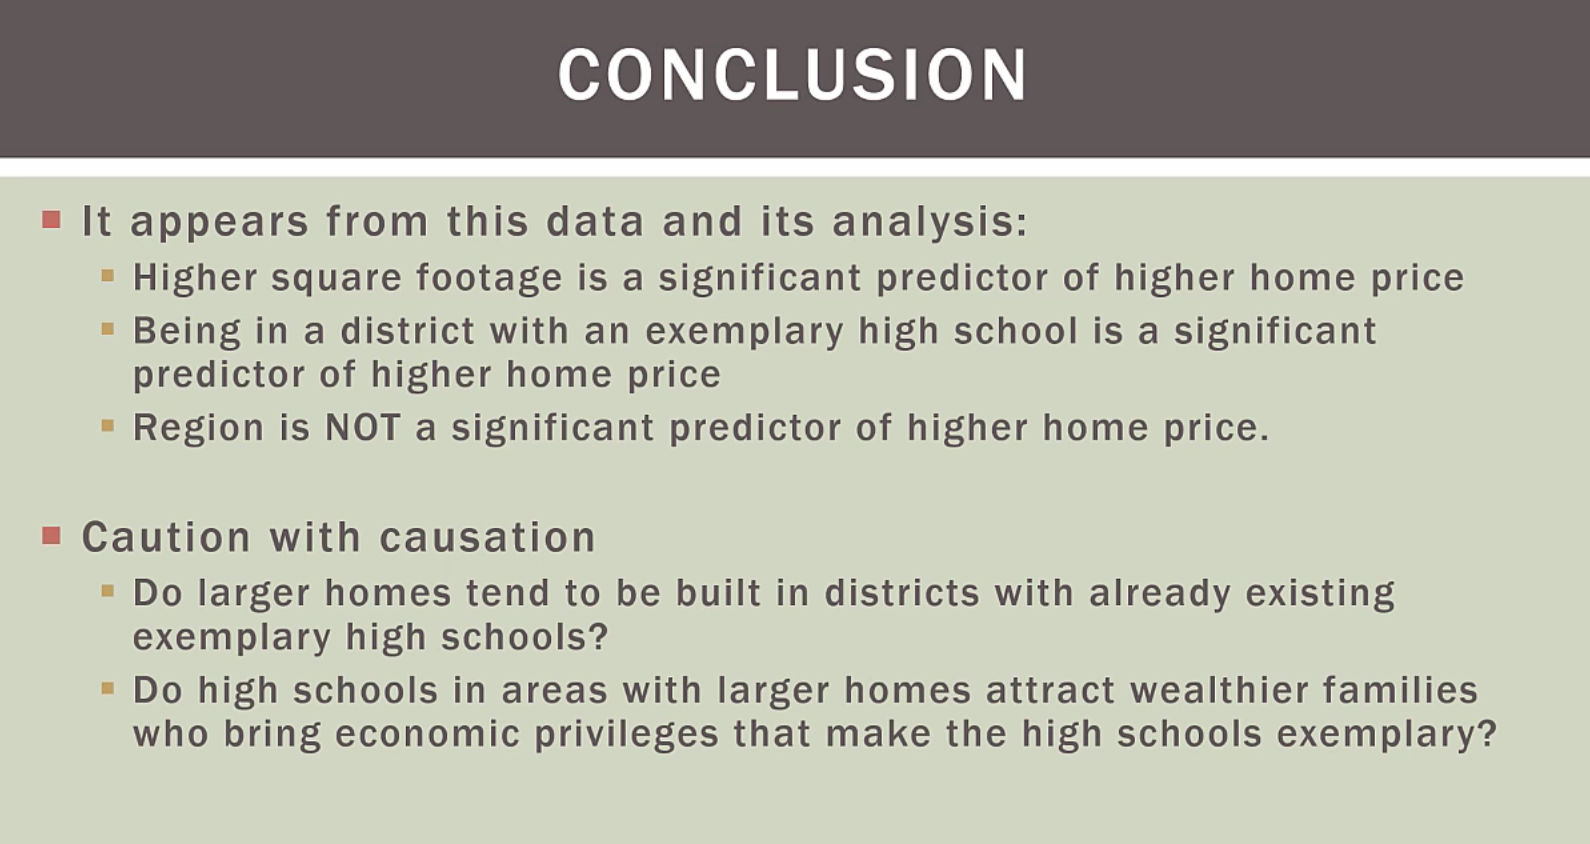 CONCLUSION
It appears from this data and its analysis:
Higher square footage is a significant predictor of higher home price
Being in a district with an exemplary high school is a significant
predictor of higher home price
Region is NOT a significant predictor of higher home price.
Caution with causation
Do larger homes tend to be built in districts with already existing
exemplary high schools?
Do high schools in areas with larger homes attract wealthier families
who bring economic privileges that make the high schools exemplary?